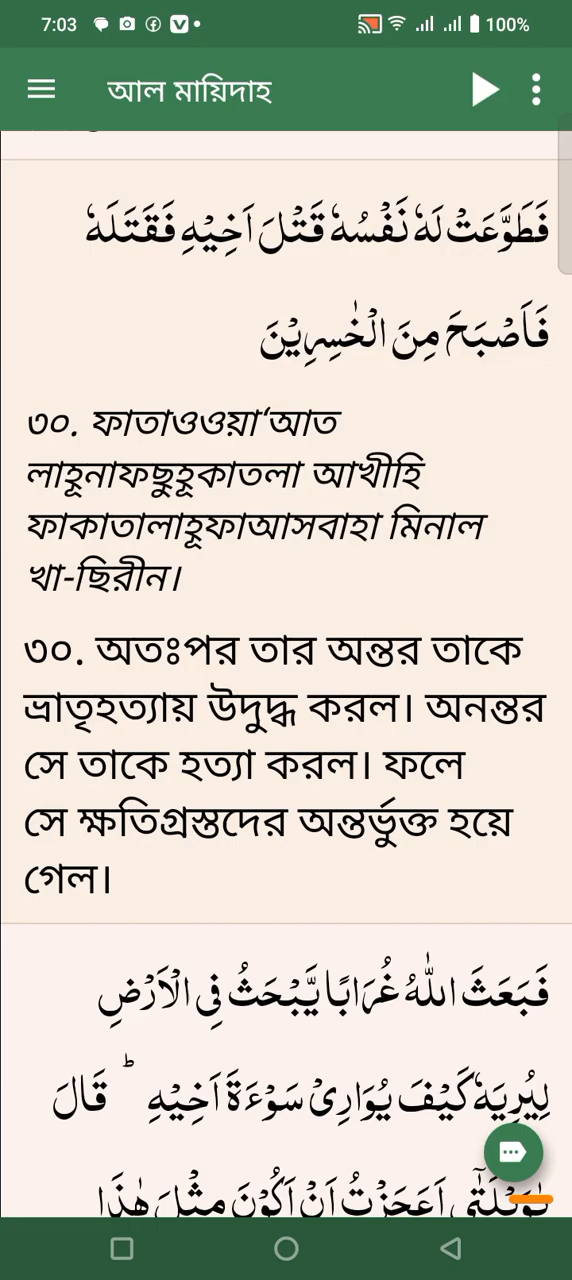 7:03
100%
আল মায়িদাহ
فَطَوَّعَتْ لَهٗ نَفْسُهٗ قَتْلَ اَخِيْهِ فَقَتَلَهٗ
فَاَصْبَحَ مِنَ الْخٰسِرِيْنَ
৩০. ফাতাওওয়া‘আত
লাহূনাফছুহূকাতলা আখীহি
ফাকাতালাহূফাআসবাহা মিনাল
খা-ছিরীন।
৩০. অতঃপর তার অন্তর তাকে
ভ্রাতৃহত্যায় উদুদ্ধ করল। অনন্তর
সে তাকে হত্যা করল। ফলে
সে ক্ষতিগ্রস্তদের অন্তর্ভুক্ত হয়ে
গেল।
فَبَعَثَ اللّٰهُ غُرَابًا يَّبْحَثُ فِى الْاَرْضِ
لِيُرِيَهٗ كَيْفَ يُوَارِىْ سَوْءَةَ اَخِيْهِ ؕ قَالَ
يٰوَيْلَتٰٓى اَعَجَزْتُ اَنْ اَكُوْنَ مِثْلَ هٰذَا